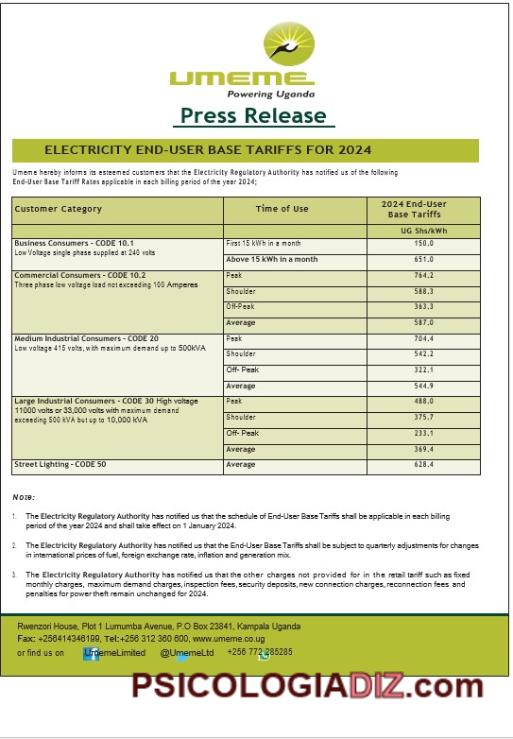 UMEME
Powering Uganda
Press Release
ELECTRICITY END-USER BASE TARIFFS FOR 2024
Umeme hereby informs its esteemed customers that the Electricity Regulatory Authority has notified us of the following
End-User Base Tariff Rates applicable in each billing period of the year 2024;
Customer Category Time of Use 2024 End-User
Base Tariffs
UG Shs/kWh
Business Consumers - CODE 10.1 First 15 kWh in a month 150.0
Low Voltage single phase supplied at 240 volts
Above 15 kWh in a month 651.0
Commercial Consumers - CODE 10.2 Peak 764.2
Three phase low voltage load not exceeding 100 Amperes
Shoulder 588.3
Off-Peak 363.3
Average 587.0
Medium Industrial Consumers - CODE 20 Peak 704.4
Low voltage 415 volts, with maximum demand up to 500kVA
Shoulder 542.2
Off- Peak 322.1
Average 544.9
Large Industrial Consumers - CODE 30 High voltage Peak 488.0
11000 volts or 33,000 volts with maximum demand
exceeding 500 kVA but up to 10,000 kVA Shoulder 375.7
Off- Peak 233.1
Average 369.4
Street Lighting - CODE 50 Average 628.4
Note:
1. The Electricity Regulatory Authority has notified us that the schedule of End-User Base Tariffs shall be applicable in each billing
period of the year 2024 and shall take effect on 1 January 2024.
2. The Electricity Regulatory Authority has notified us that the End-User Base Tariffs shall be subject to quarterly adjustments for changes
in international prices of fuel, foreign exchange rate, inflation and generation mix.
3. The Electricity Regulatory Authority has notified us that the other charges not provided for in the retail tariff such as fixed
monthly charges, maximum demand charges, inspection fees, security deposits, new connection charges, reconnection fees and
penalties for power theft remain unchanged for 2024.
Rwenzori House, Plot 1 Lumumba Avenue, P.O Box 23841, Kampala Uganda
Fax: +256414346199, Tel:+256 312 360 600, www.umeme.co.ug
or find us on UmemeLimited @UmemeLtd +256 772 285285
PSICOLOGIADIZ.com